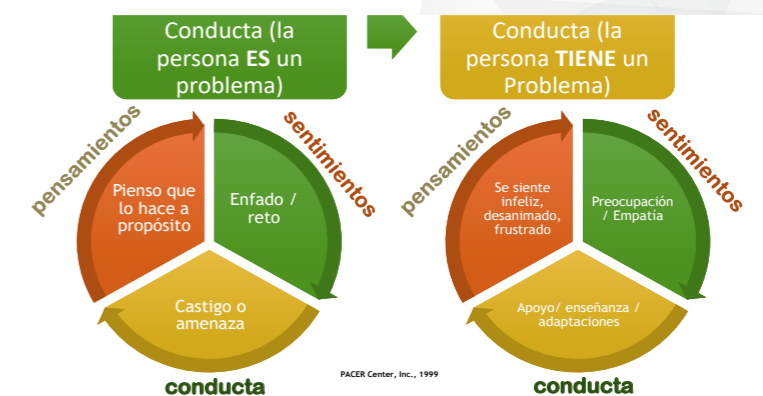 Conducta (la
persona ES un
problema)
Conducta (la
persona TIENE un
Problema)
pensamientos
sentimientos
Pienso que
lo hace a
propósito
Enfado /
reto
Castigo o
amenaza
conducta
pensamientos
sentimientos
Se siente
infeliz,
desanimado,
frustrado
Preocupación
/ Empatía
Apoyo/ enseñanza /
adaptaciones
conducta
PACER Center, Inc., 1999